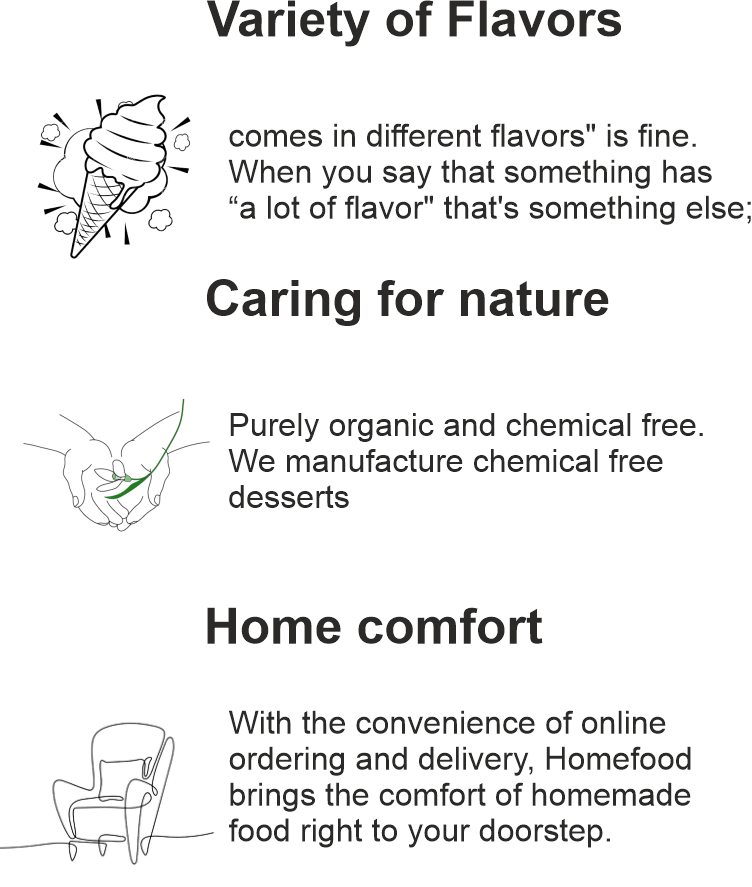 Variety of Flavors
comes in different flavors" is fine.
When you say that something has
“a lot of flavor" that's something else;
Caring for nature
Purely organic and chemical free.
We manufacture chemical free
desserts
Home comfort
With the convenience of online
ordering and delivery, Homefood
brings the comfort of homemade
food right to your doorstep.